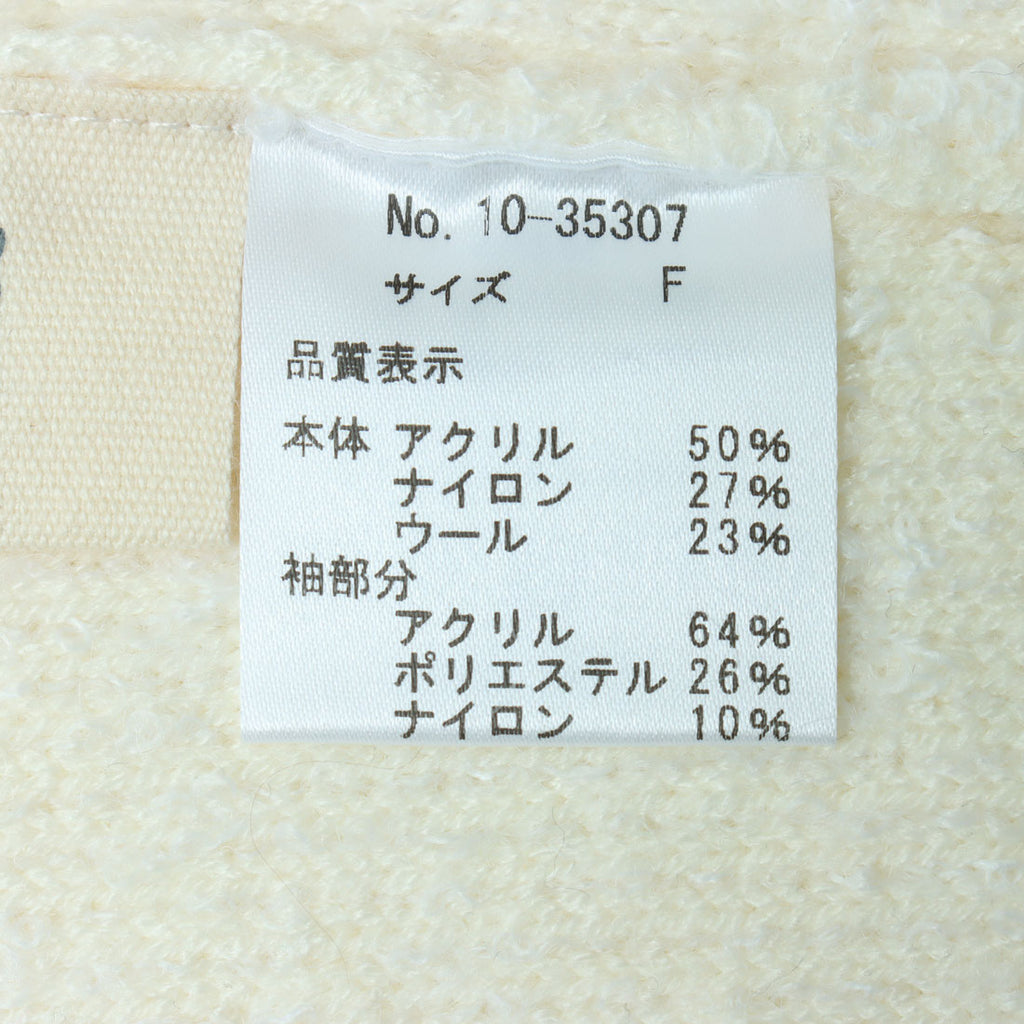 No. 10-35307
サイズ F
品質表示
本体 アクリル 50%
ナイロン 27%
ウール 23%
袖部分
アクリル 64%
ポリエステル 26%
ナイロン 10%